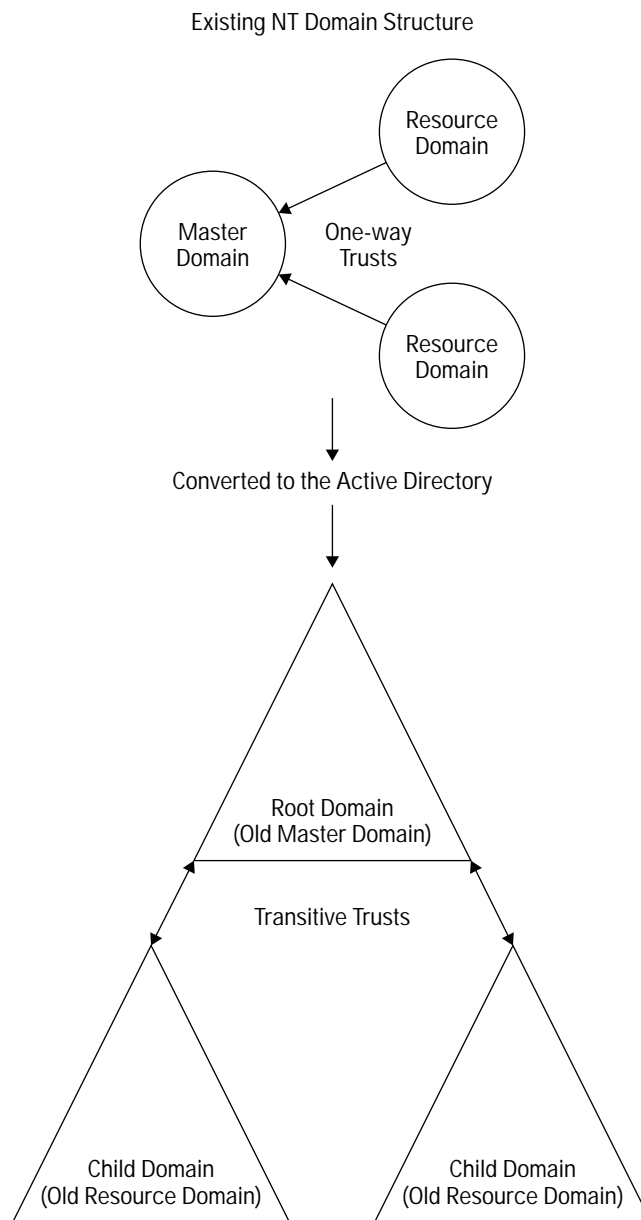 Existing NT Domain Structure
Resource
Domain
Master
Domain
One-way
Trusts
Resource
Domain
Converted to the Active Directory
Root Domain
(Old Master Domain)
Transitive Trusts
Child Domain
(Old Resource Domain)
Child Domain
(Old Resource Domain)